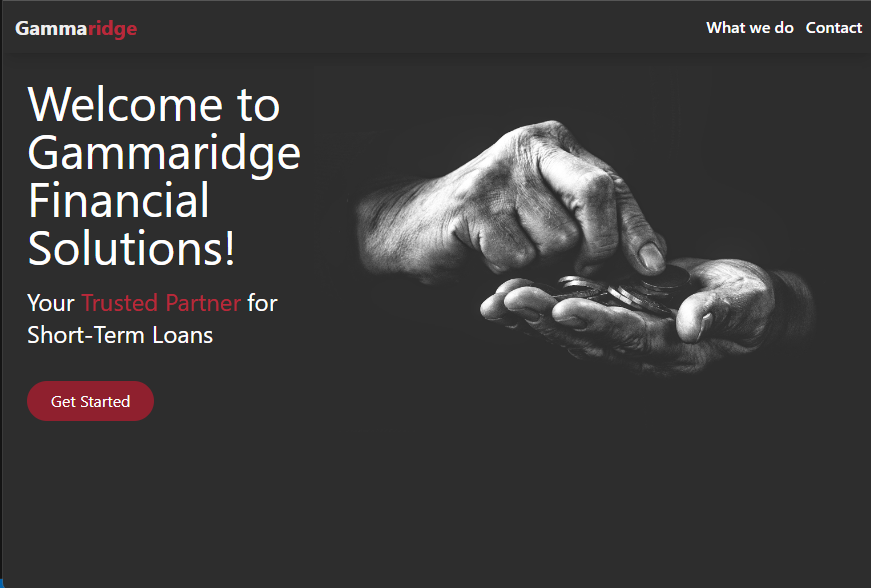 Gammaridge
What we do Contact
Welcome to
Gammaridge
Financial
Solutions!
Your Trusted Partner for
Short-Term Loans
Get Started